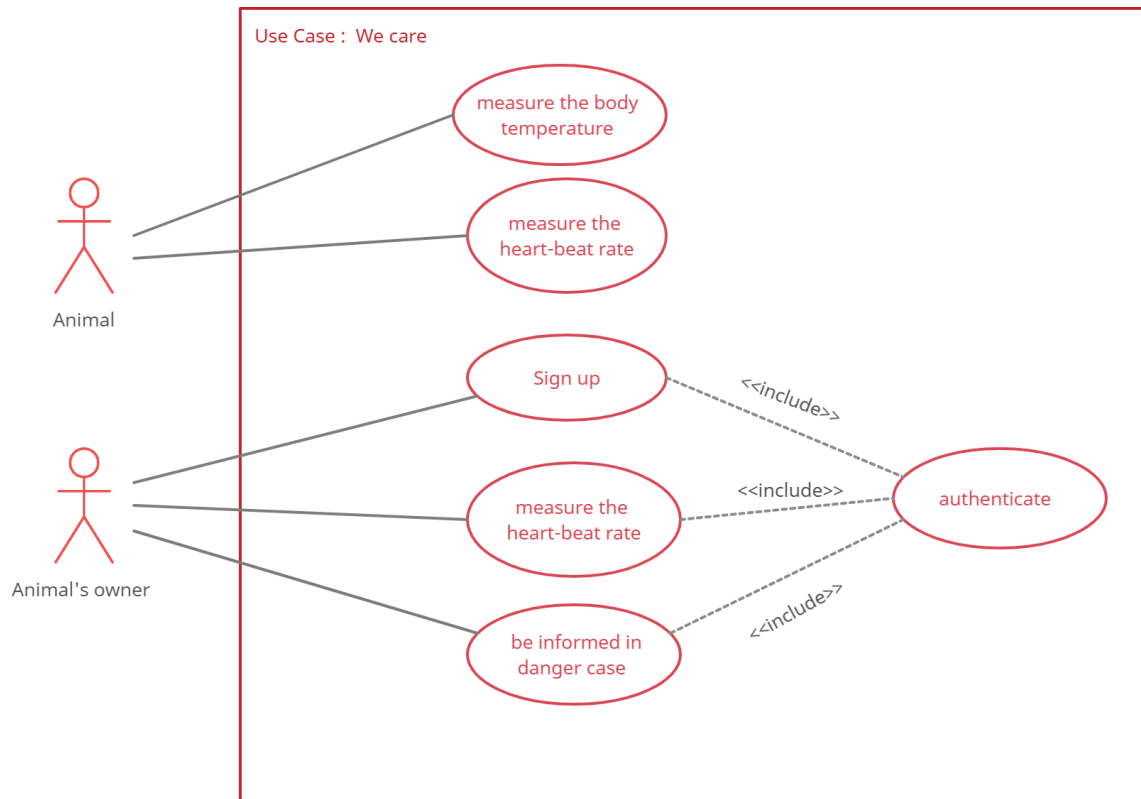 Use Case :  We care
measure the body
temperature
measure the
heart-beat rate
Animal
Sign up
<<include>>
<<include>>
authenticate
measure the
heart-beat rate
Animal's owner
<<include>>
be informed in
danger case